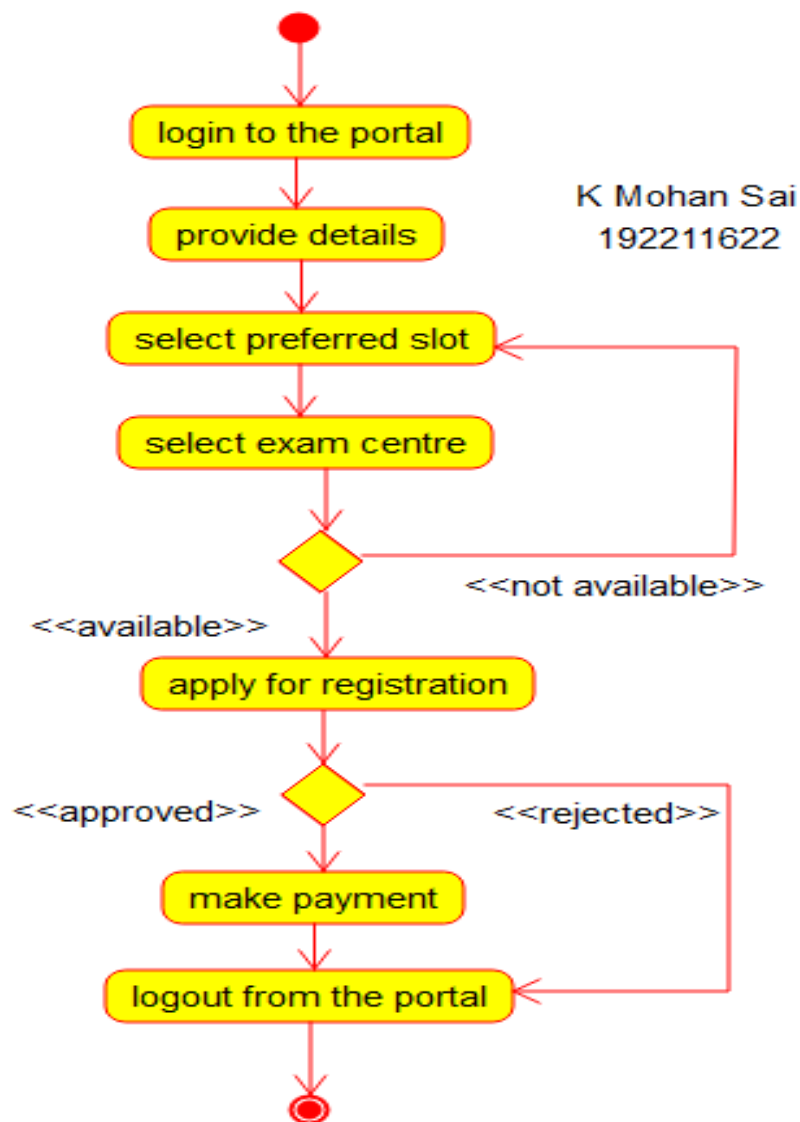 login to the portal
K Mohan Sai
192211622
provide details
select preferred slot
select exam centre
<<not available>>
<<available>>
apply for registration
<<approved>>
<<rejected>>
make payment
logout from the portal